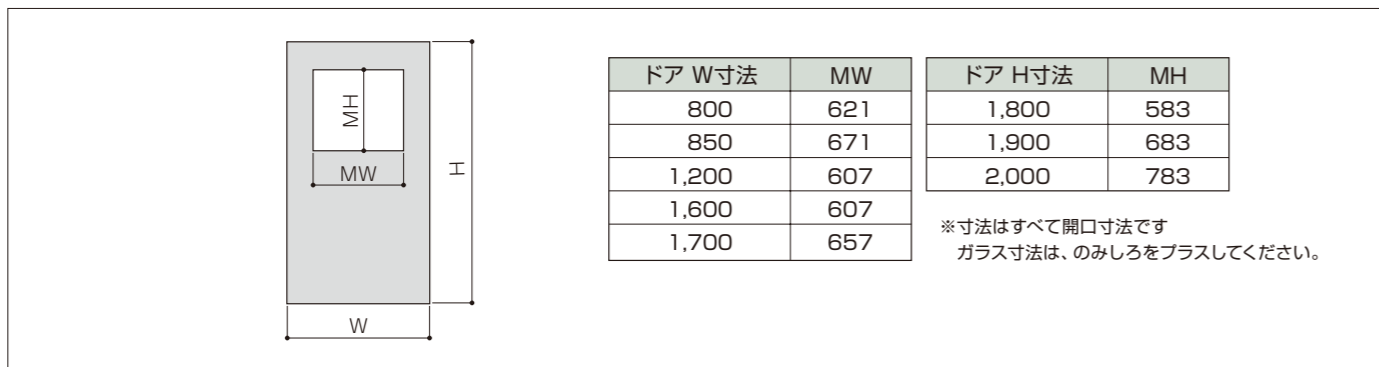 MH
MW
H
W
ドア W寸法 MW
800 621
850 671
1,200 607
1,600 607
1,700 657
ドア H寸法 MH
1,800 583
1,900 683
2,000 783
※寸法はすべて開口寸法です
ガラス寸法は、のみしろをプラスしてください。